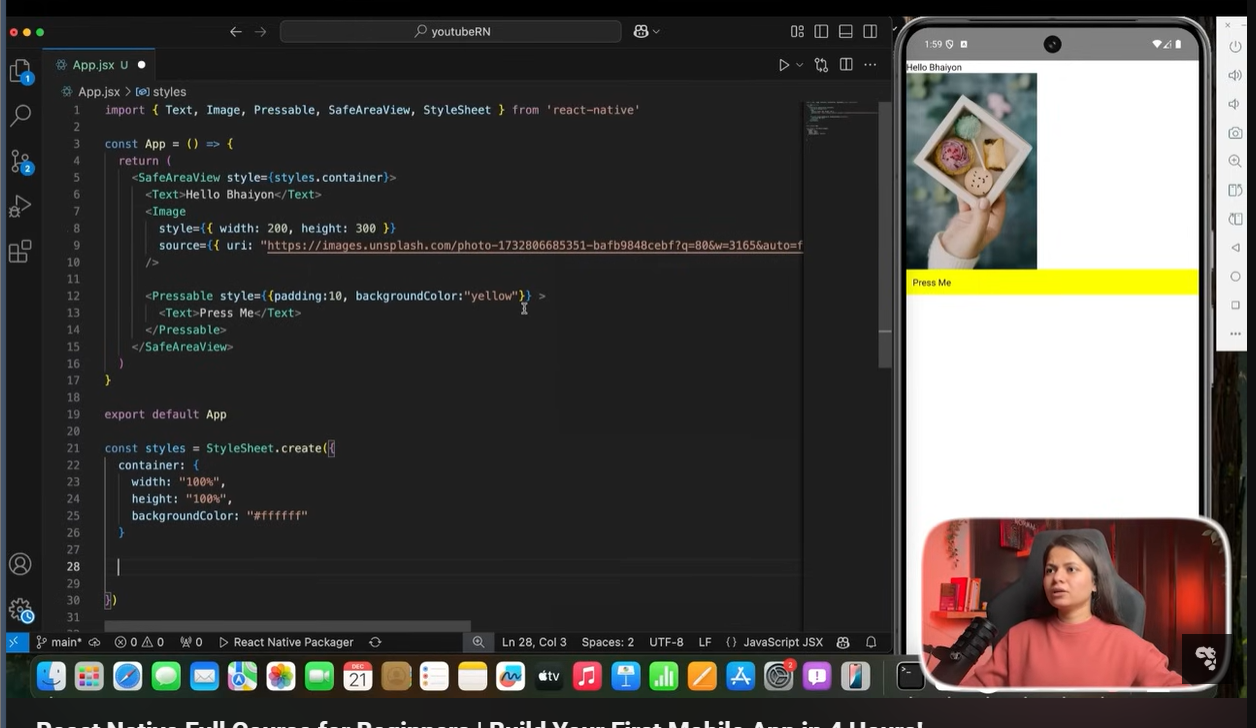 youtubeRN
App.jsx U
App.jsx > styles
1 import { Text, Image, Pressable, SafeAreaView, StyleSheet } from 'react-native'
2
3 const App = () => {
4 return (
5 <SafeAreaView style={styles.container}>
6 <Text>Hello Bhaiyon</Text>
7 <Image
8 style={{ width: 200, height: 300 }}
9 source={{ uri: "https://images.unsplash.com/photo-1732806685351-bafb9848cebf?q=80&w=3165&auto=f
10 />
11
12 <Pressable style={{padding:10, backgroundColor:"yellow"}} >
13 <Text>Press Me</Text>
14 </Pressable>
15 </SafeAreaView>
16 )
17 }
18
19 export default App
20
21 const styles = StyleSheet.create({
22 container: {
23 width: "100%",
24 height: "100%",
25 backgroundColor: "#ffffff"
26 }
27
28
29
30 })
31
1
2
main* 0 0 0 React Native Packager Ln 28, Col 3 Spaces: 2 UTF-8 LF {} JavaScript JSX
1:59
Hello Bhaiyon
Press Me
DEC
21
tv
2
React Native Full Course for Beginners | Build Your First Mobile App in 4 Hours!